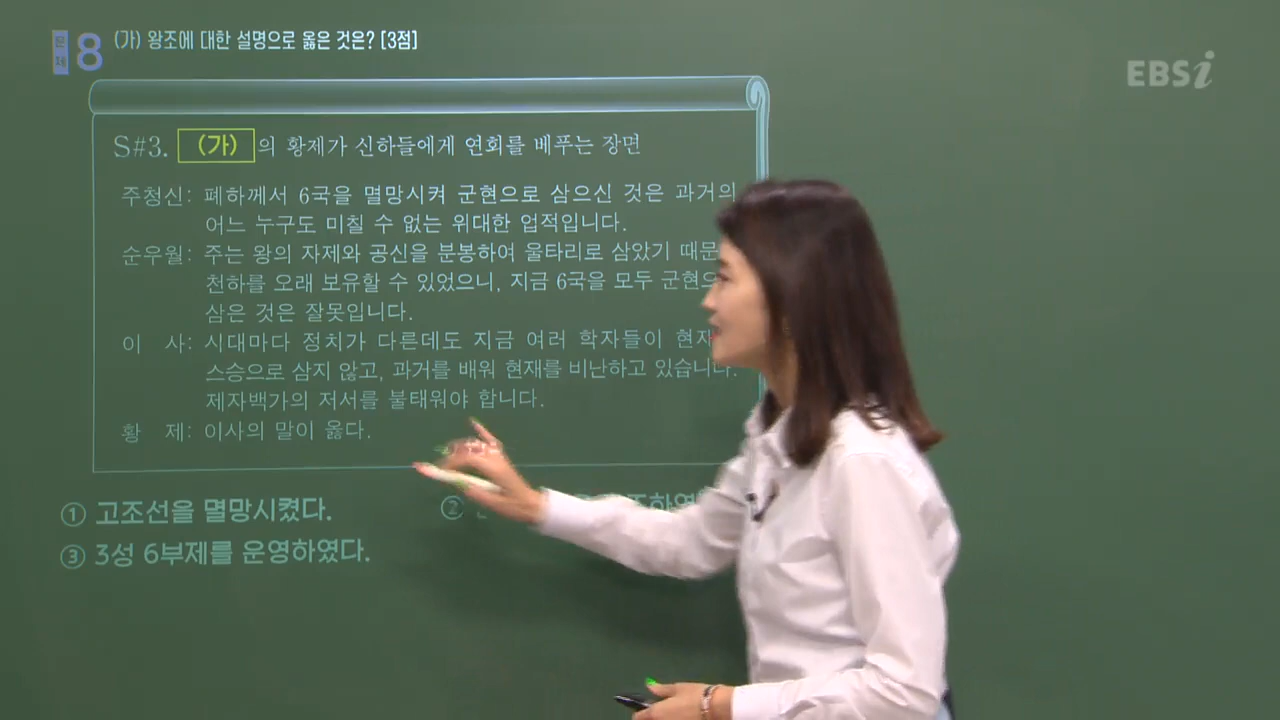 문제 8 (가) 왕조에 대한 설명으로 옳은 것은? [3점]
EBSi
S#3. (가) 의 황제가 신하들에게 연회를 베푸는 장면
주청신: 폐하께서 6국을 멸망시켜 군현으로 삼으신 것은 과거의
어느 누구도 미칠 수 없는 위대한 업적입니다.
순우월: 주는 왕의 자제와 공신을 분봉하여 울타리로 삼았기
천하를 오래 보유할 수 있었으니, 지금 6국을 모두
삼은 것은 잘못입니다.
이 사: 시대마다 정치가 다른데도 지금 여러 학자들이
스승으로 삼지 않고, 과거를 배워 현재를 비난하고 있습니다.
제자백가의 저서를 불태워야 합니다.
황 제: 이사의 말이 옳다.
① 고조선을 멸망시켰다.
②
③ 3성 6부제를 운영하였다.